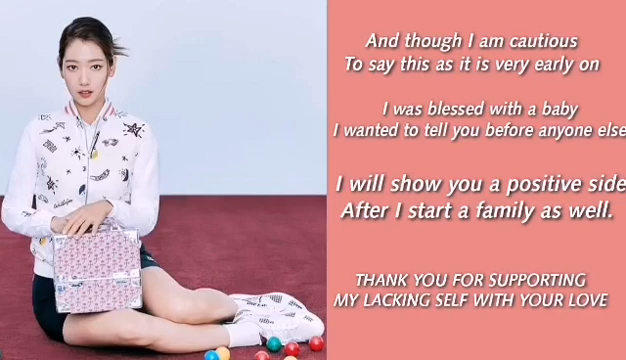 And though I am cautious
To say this as it is very early on
I was blessed with a baby
I wanted to tell you before anyone else
I will show you a positive side
After I start a family as well.
THANK YOU FOR SUPPORTING
MY LACKING SELF WITH YOUR LOVE